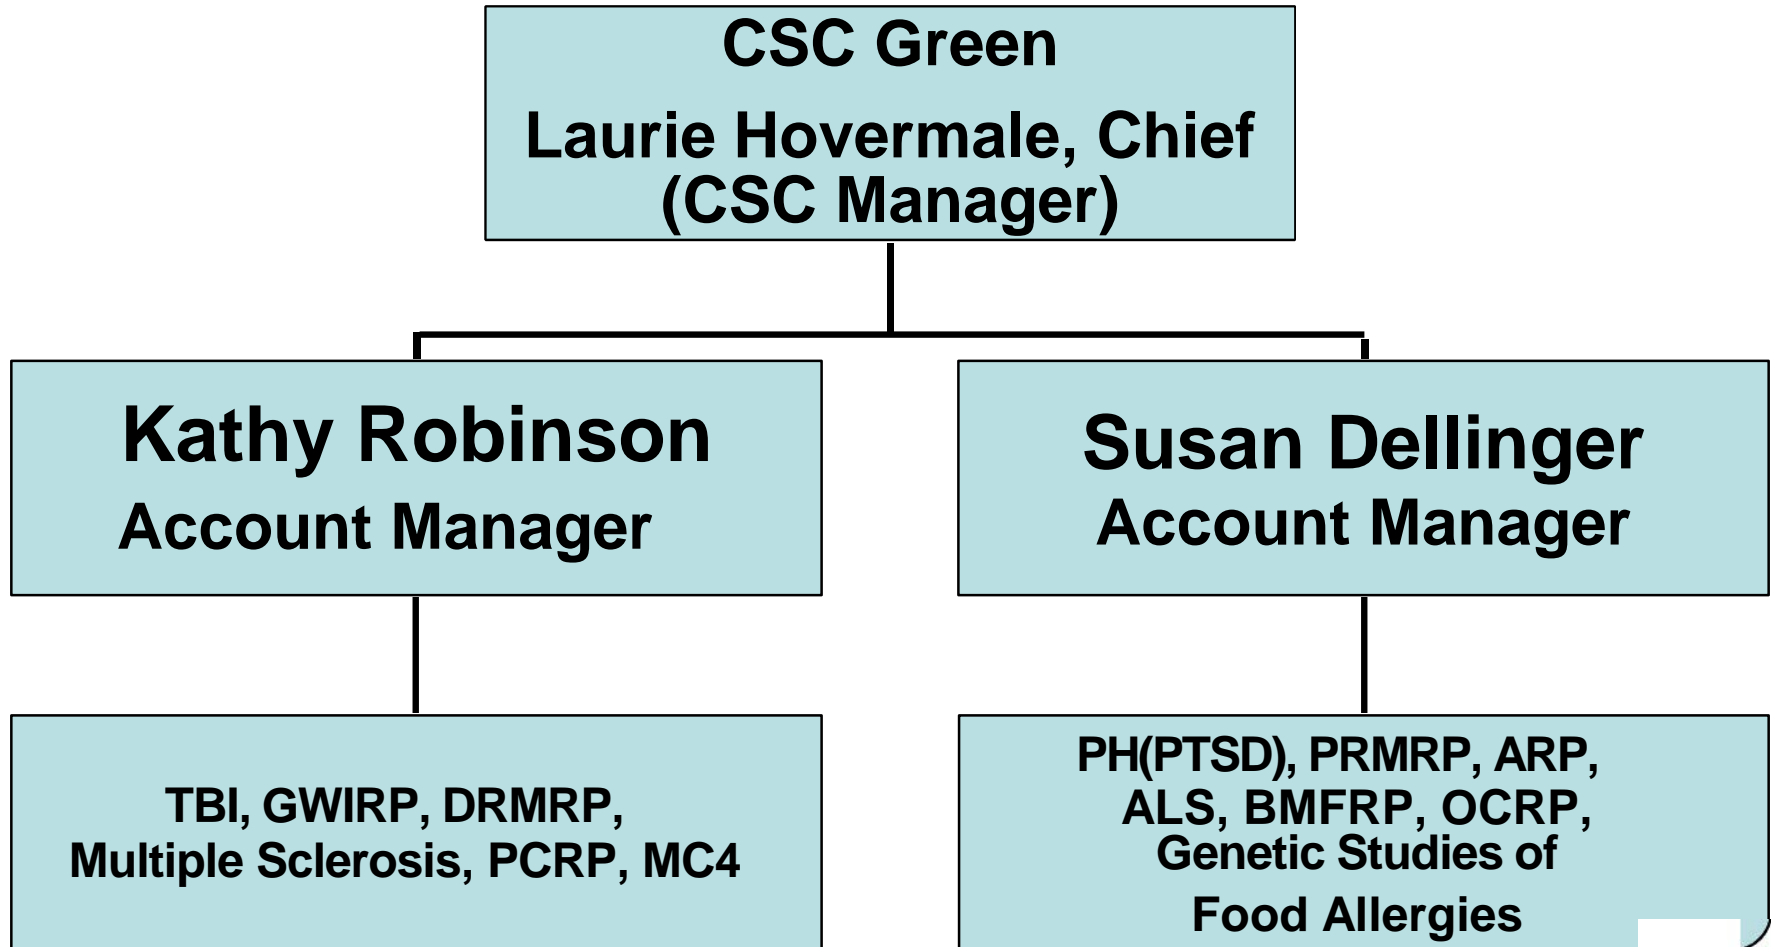 CSC Green
Laurie Hovermale, Chief
(CSC Manager)
Kathy Robinson
Account Manager
Susan Dellinger
Account Manager
TBI, GWIRP, DRMRP,
Multiple Sclerosis, PCRP, MC4
PH(PTSD), PRMRP, ARP,
ALS, BMFRP, OCRP,
Genetic Studies of
Food Allergies